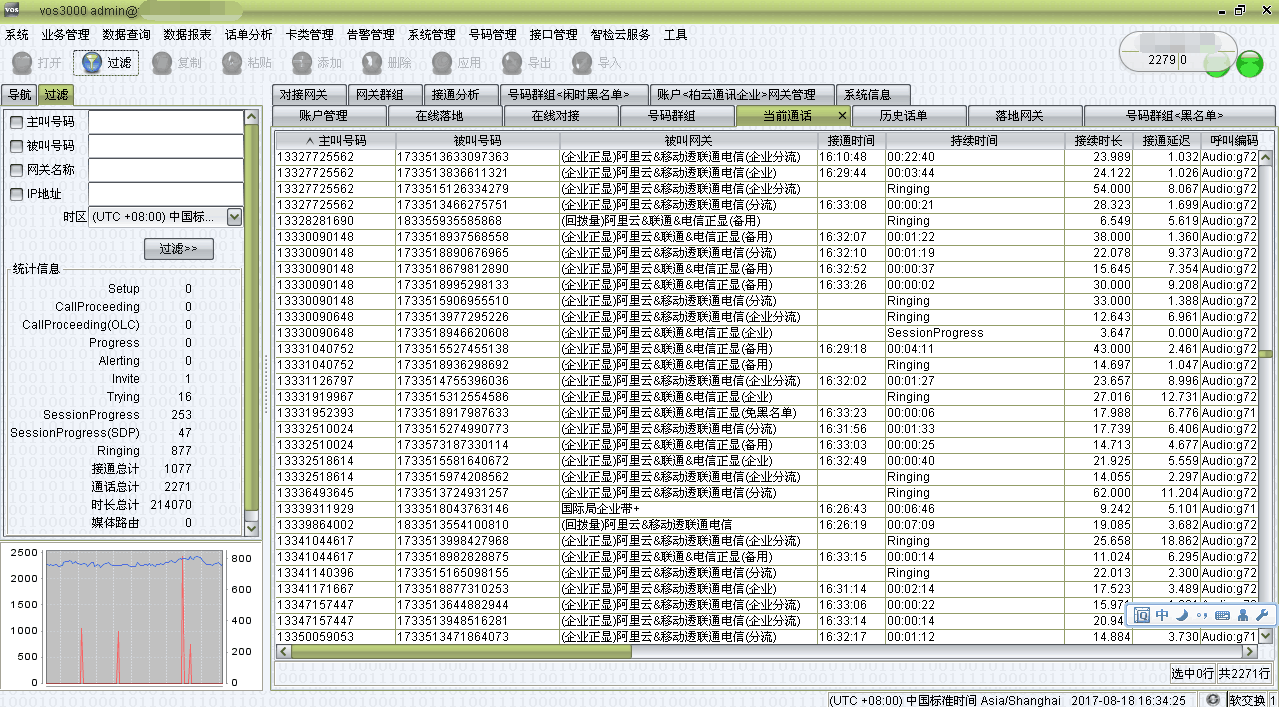 vos3000 admin@
系统 业务管理 数据查询 数据报表 话单分析 卡类管理 告警管理 系统管理 号码管理 接口管理 智检云服务 工具
打开 过滤 复制 粘贴 添加 删除 应用 导出 导入
2279 0
导航 过滤
对接网关 网关群组 接通分析 号码群组<闲时黑名单> 账户<柏云通讯企业>网关管理 系统信息
账户管理 在线落地 在线对接 号码群组 当前通话 历史话单 落地网关 号码群组<黑名单>
主叫号码
被叫号码
网关名称
IP地址
时区 (UTC +08:00) 中国标...
过滤>>
统计信息
Setup 0
CallProceeding 0
CallProceeding(OLC) 0
Progress 0
Alerting 0
Invite 1
Trying 16
SessionProgress 253
SessionProgress(SDP) 47
Ringing 877
接通总计 1077
通话总计 2271
时长总计 214070
媒体路由 0
2500 800
2000 600
1500
1000 400
500 200
0 0
主叫号码 被叫号码 被叫网关 接通时间 持续时间 接续时长 接通延迟 呼叫编码
13327725562 1733513633097363 (企业正显)阿里云&移动透联通电信(企业分流) 16:10:48 00:22:40 23.989 1.032 Audio:g72
13327725562 1733513836611321 (企业正显)阿里云&移动透联通电信(企业) 16:29:44 00:03:44 24.122 1.026 Audio:g72
13327725562 1733515126334279 (企业正显)阿里云&移动透联通电信(企业分流) Ringing 54.000 8.067 Audio:g72
13327725562 1733513466275751 (企业正显)阿里云&移动透联通电信(企业分流) 16:33:08 00:00:21 28.323 1.699 Audio:g72
13328281690 183355935585868 (回拨量)阿里云&联通&电信正显(备用) Ringing 6.549 5.619 Audio:g72
13330090148 1733518937568558 (企业正显)阿里云&联通&电信正显(备用) 16:32:07 00:01:22 38.000 1.360 Audio:g72
13330090148 1733518890676965 (企业正显)阿里云&移动透联通电信(分流) 16:32:10 00:01:19 22.078 9.373 Audio:g72
13330090148 1733518679812890 (企业正显)阿里云&联通&电信正显(备用) 16:32:52 00:00:37 15.645 7.354 Audio:g72
13330090148 1733518995298133 (企业正显)阿里云&联通&电信正显(备用) 16:33:26 00:00:02 30.000 9.208 Audio:g72
13330090148 1733515906955510 (企业正显)阿里云&移动透联通电信(分流) Ringing 33.000 1.388 Audio:g72
13330090648 1733513977295226 (企业正显)阿里云&移动透联通电信(企业分流) Ringing 12.643 6.961 Audio:g72
13330090648 1733518946620608 (企业正显)阿里云&联通&电信正显(企业) SessionProgress 3.647 0.000 Audio:g72
13331040752 1733515527455138 (企业正显)阿里云&联通&电信正显(备用) 16:29:18 00:04:11 43.000 2.461 Audio:g72
13331040752 1733518936298692 (企业正显)阿里云&联通&电信正显(备用) Ringing 14.697 1.047 Audio:g72
13331126797 1733514755396036 (企业正显)阿里云&移动透联通电信(企业分流) 16:32:02 00:01:27 23.657 8.996 Audio:g72
13331919967 1733515312554586 (企业正显)阿里云&联通&电信正显(企业) Ringing 27.016 12.731 Audio:g72
13331952393 1733518917987633 (企业正显)阿里云&联通&电信正显(免黑名单) 16:33:23 00:00:06 17.988 6.776 Audio:g71
13332510024 1733515274990773 (企业正显)阿里云&移动透联通电信(分流) 16:31:56 00:01:33 17.739 6.406 Audio:g72
13332510024 1733573187330114 (企业正显)阿里云&联通&电信正显(备用) 16:33:03 00:00:25 14.713 4.677 Audio:g72
13332518614 1733515581640672 (企业正显)阿里云&联通&电信正显(企业) 16:32:49 00:00:40 21.925 5.559 Audio:g72
13332518614 1733515974208562 (企业正显)阿里云&移动透联通电信(企业分流) Ringing 14.055 2.297 Audio:g72
13336493645 1733513724931257 (企业正显)阿里云&移动透联通电信(分流) Ringing 62.000 11.204 Audio:g72
13339311929 1733518043763146 国际局企业带+ 16:26:43 00:06:46 9.242 5.101 Audio:g71
13339864002 1833513554100810 (回拨量)阿里云&移动透联通电信 16:26:19 00:07:09 19.085 3.682 Audio:g72
13341044617 1733513998427968 (企业正显)阿里云&移动透联通电信(企业分流) Ringing 25.658 18.862 Audio:g72
13341044617 1733518982828875 (企业正显)阿里云&联通&电信正显(备用) 16:33:15 00:00:14 11.024 6.295 Audio:g72
13341140396 1733515165098155 (企业正显)阿里云&移动透联通电信(分流) Ringing 22.013 2.300 Audio:g72
13341171667 1733518877310253 (企业正显)阿里云&移动透联通电信(企业) 16:31:14 00:02:14 17.523 3.489 Audio:g72
13347157447 1733513644882944 (企业正显)阿里云&移动透联通电信(企业分流) 16:33:06 00:00:22 15.97
13347157447 1733513994851623 (企业正显)阿里云&移动透联通电信(企业分流) 16:33:14 00:00:14 20.94
13350059053 1733513471864073 (企业正显)阿里云&移动透联通电信(分流) 16:32:17 00:01:12 14.884 3.730 Audio:g71
中
选中0行 共2271行
(UTC +08:00) 中国标准时间 Asia/Shanghai 2017-08-18 16:34:25 软交换 1